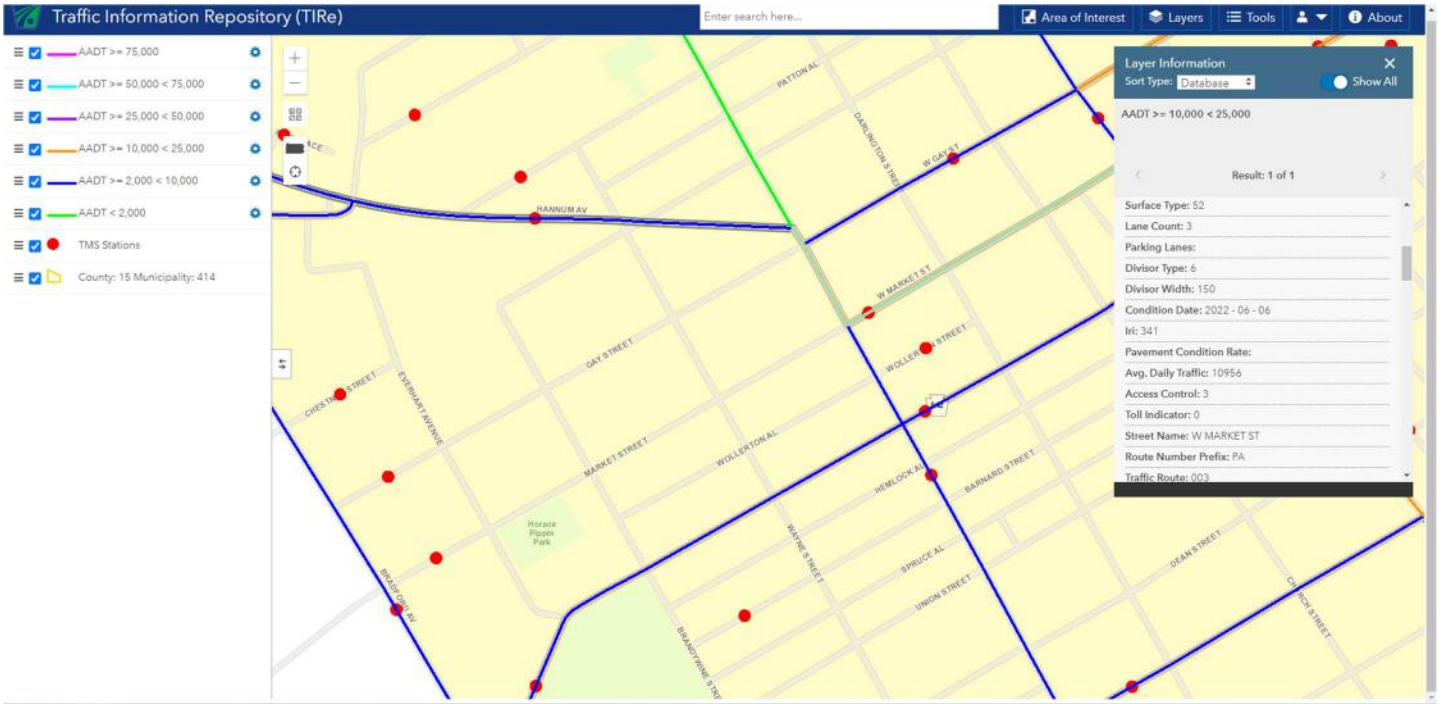 Traffic Information Repository (TIRe)
Enter search here...
Area of Interest
Layers
Tools
About
AADT >= 75,000
AADT >= 50,000 < 75,000
AADT >= 25,000 < 50,000
AADT >= 10,000 < 25,000
AADT >= 2,000 < 10,000
AADT < 2,000
TMS Stations
County: 15 Municipality: 414
Layer Information
Sort Type: Database
Show All
AADT >= 10,000 < 25,000
Result: 1 of 1
Surface Type: 52
Lane Count: 3
Parking Lanes:
Divisor Type: 6
Divisor Width: 150
Condition Date: 2022 - 06 - 06
Iri: 341
Pavement Condition Rate:
Avg. Daily Traffic: 10956
Access Control: 3
Toll Indicator: 0
Street Name: W MARKET ST
Route Number Prefix: PA
Traffic Route: 003
PATTON AL
DARLINGTON STREET
W GAY ST
HANNUM AV
W MARKET ST
GAY STREET
WOLLERTON STREET
CHESTNUT STREET
EVERHART AVENUE
MARKET STREET
WOLLERTON AL
HEMLOCK AL
BARNARD STREET
Horace
Pippin
Park
WAYNE STREET
SPRUCE AL
DEAN STREET
UNION STREET
BRADFORD AV
CHURCH STREET
BRANDYWINE STRE